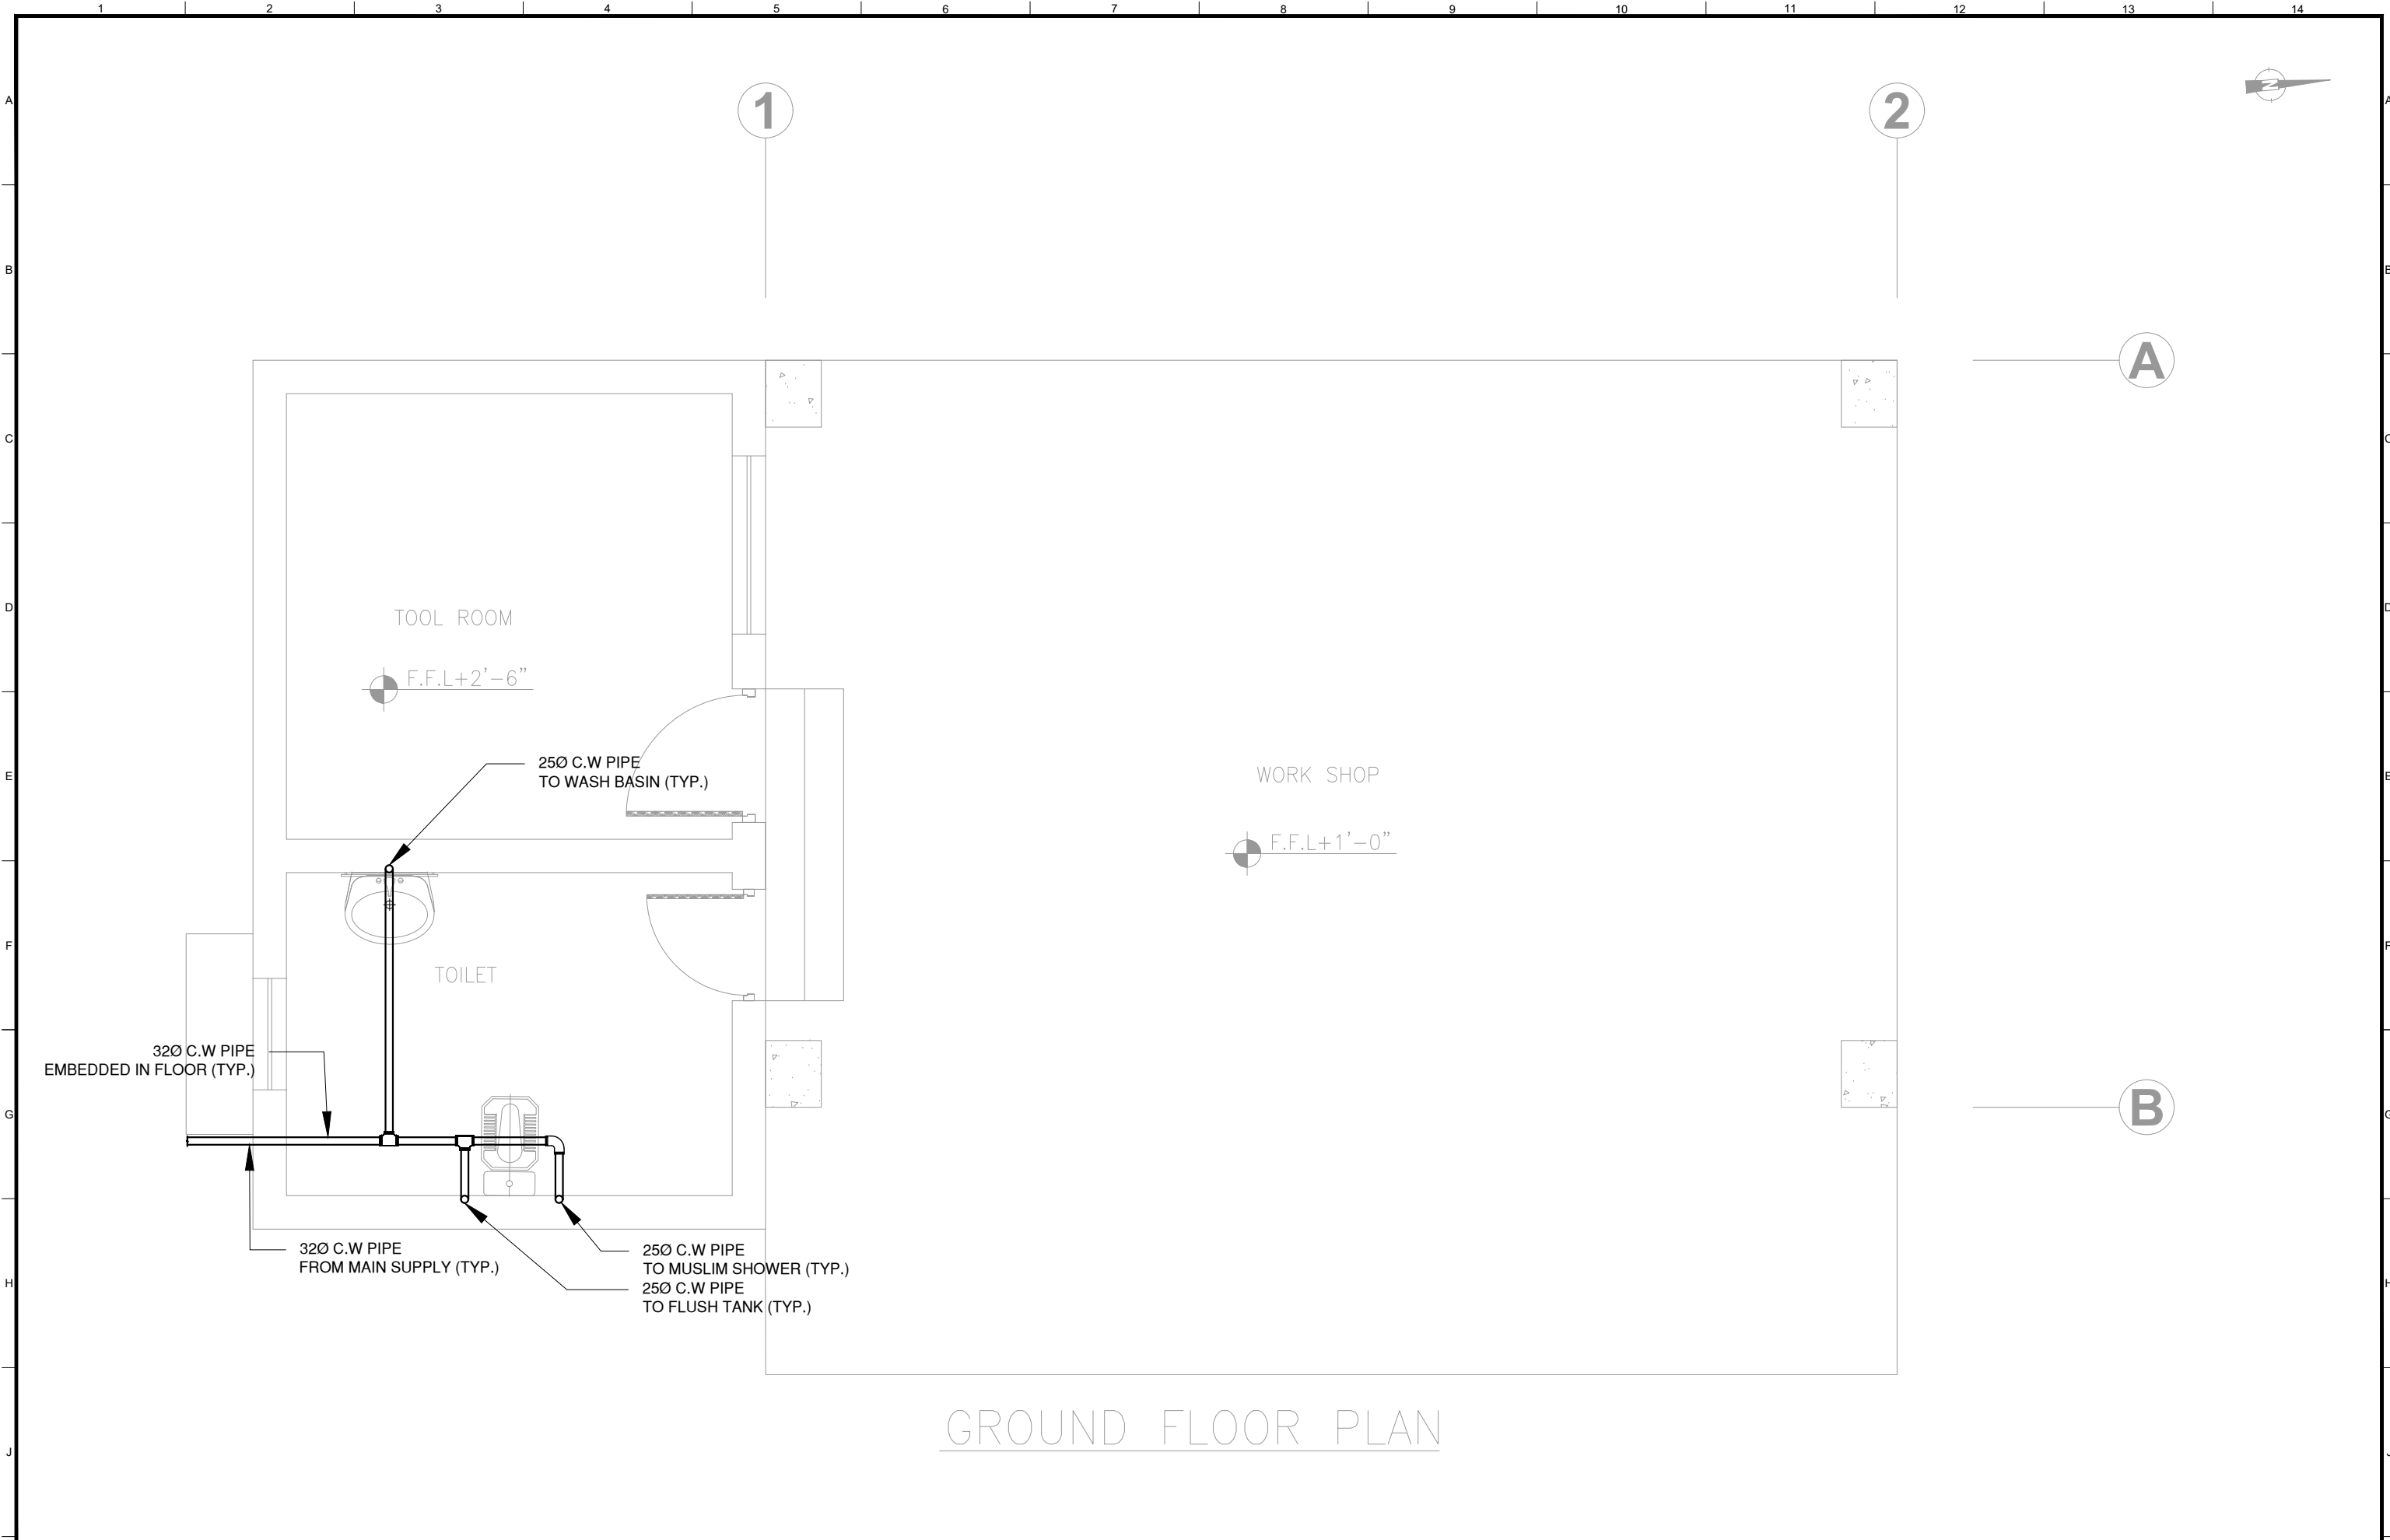 1 2 3 4 5 6 7 8 9 10 11 12 13 14
A A
1 2
N
B B
A
C C
TOOL ROOM
D D
F.F.L+2'-6"
25Ø C.W PIPE
TO WASH BASIN (TYP.)
E E
WORK SHOP
F.F.L+1'-0"
F F
TOILET
32Ø C.W PIPE
EMBEDDED IN FLOOR (TYP.)
B
G G
32Ø C.W PIPE
FROM MAIN SUPPLY (TYP.)
25Ø C.W PIPE
TO MUSLIM SHOWER (TYP.)
25Ø C.W PIPE
TO FLUSH TANK (TYP.)
H H
GROUND FLOOR PLAN
J J